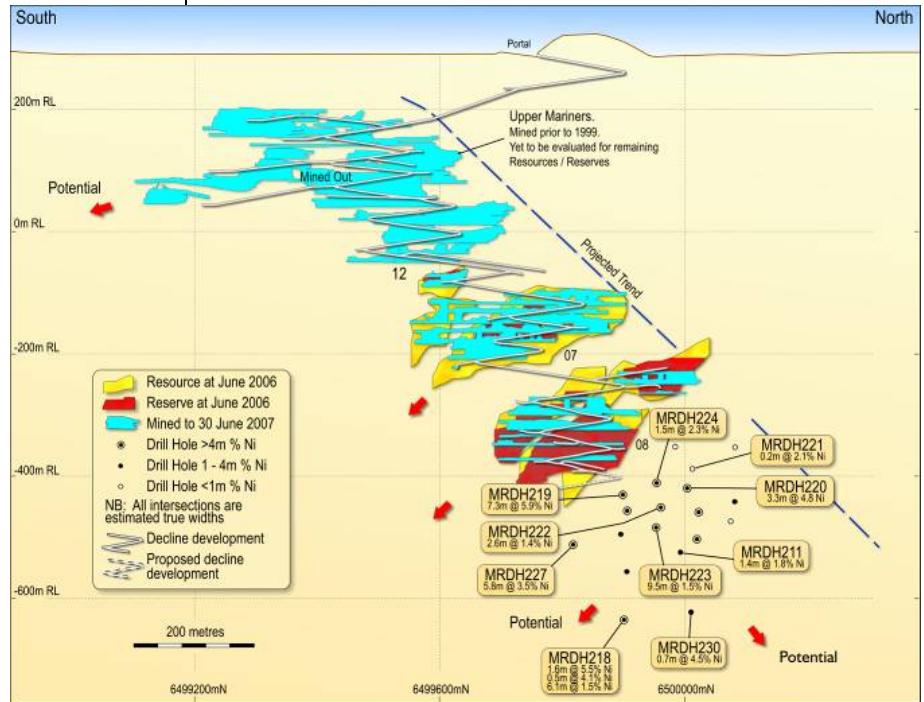 South
North
Portal
200m RL
Upper Mariners.
Mined prior to 1999.
Yet to be evaluated for remaining
Resources / Reserves
Mined Out
Potential
0m RL
Projected Trend
12
-200m RL
07
Resource at June 2006
Reserve at June 2006
Mined to 30 June 2007
Drill Hole >4m % Ni
Drill Hole 1 - 4m % Ni
Drill Hole <1m % Ni
NB: All intersections are
estimated true widths
Decline development
Proposed decline
development
08
MRDH224
1.5m @ 2.3% Ni
MRDH221
0.2m @ 2.1% Ni
-400m RL
MRDH219
7.3m @ 5.9% Ni
MRDH220
3.3m @ 4.8 Ni
MRDH222
2.6m @ 1.4% Ni
MRDH211
1.4m @ 1.8% Ni
MRDH227
5.8m @ 3.5% Ni
MRDH223
9.5m @ 1.5% Ni
-600m RL
Potential
200 metres
MRDH218
1.6m @ 5.5% Ni
0.5m @ 4.1% Ni
6.1m @ 1.5% Ni
MRDH230
0.7m @ 4.5% Ni
Potential
6499200mN
6499600mN
6500000mN